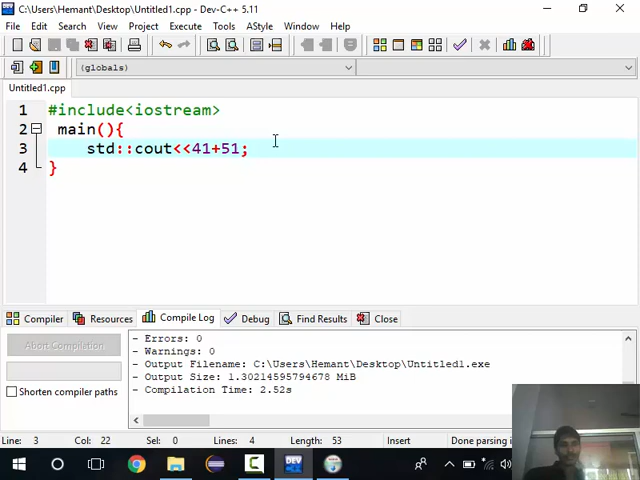 C:\Users\Hemant\Desktop\Untitled1.cpp - Dev-C++ 5.11
File Edit Search View Project Execute Tools AStyle Window Help
(globals)
Untitled1.cpp
1 #include<iostream>
2 main(){
3 std::cout<<41+51;
4 }
Compiler Resources Compile Log Debug Find Results Close
Abort Compilation
Shorten compiler paths
- Errors: 0
- Warnings: 0
- Output Filename: C:\Users\Hemant\Desktop\Untitled1.exe
- Output Size: 1.30214595794678 MiB
- Compilation Time: 2.52s
Line: 3 Col: 22 Sel: 0 Lines: 4 Length: 53 Insert Done parsing i